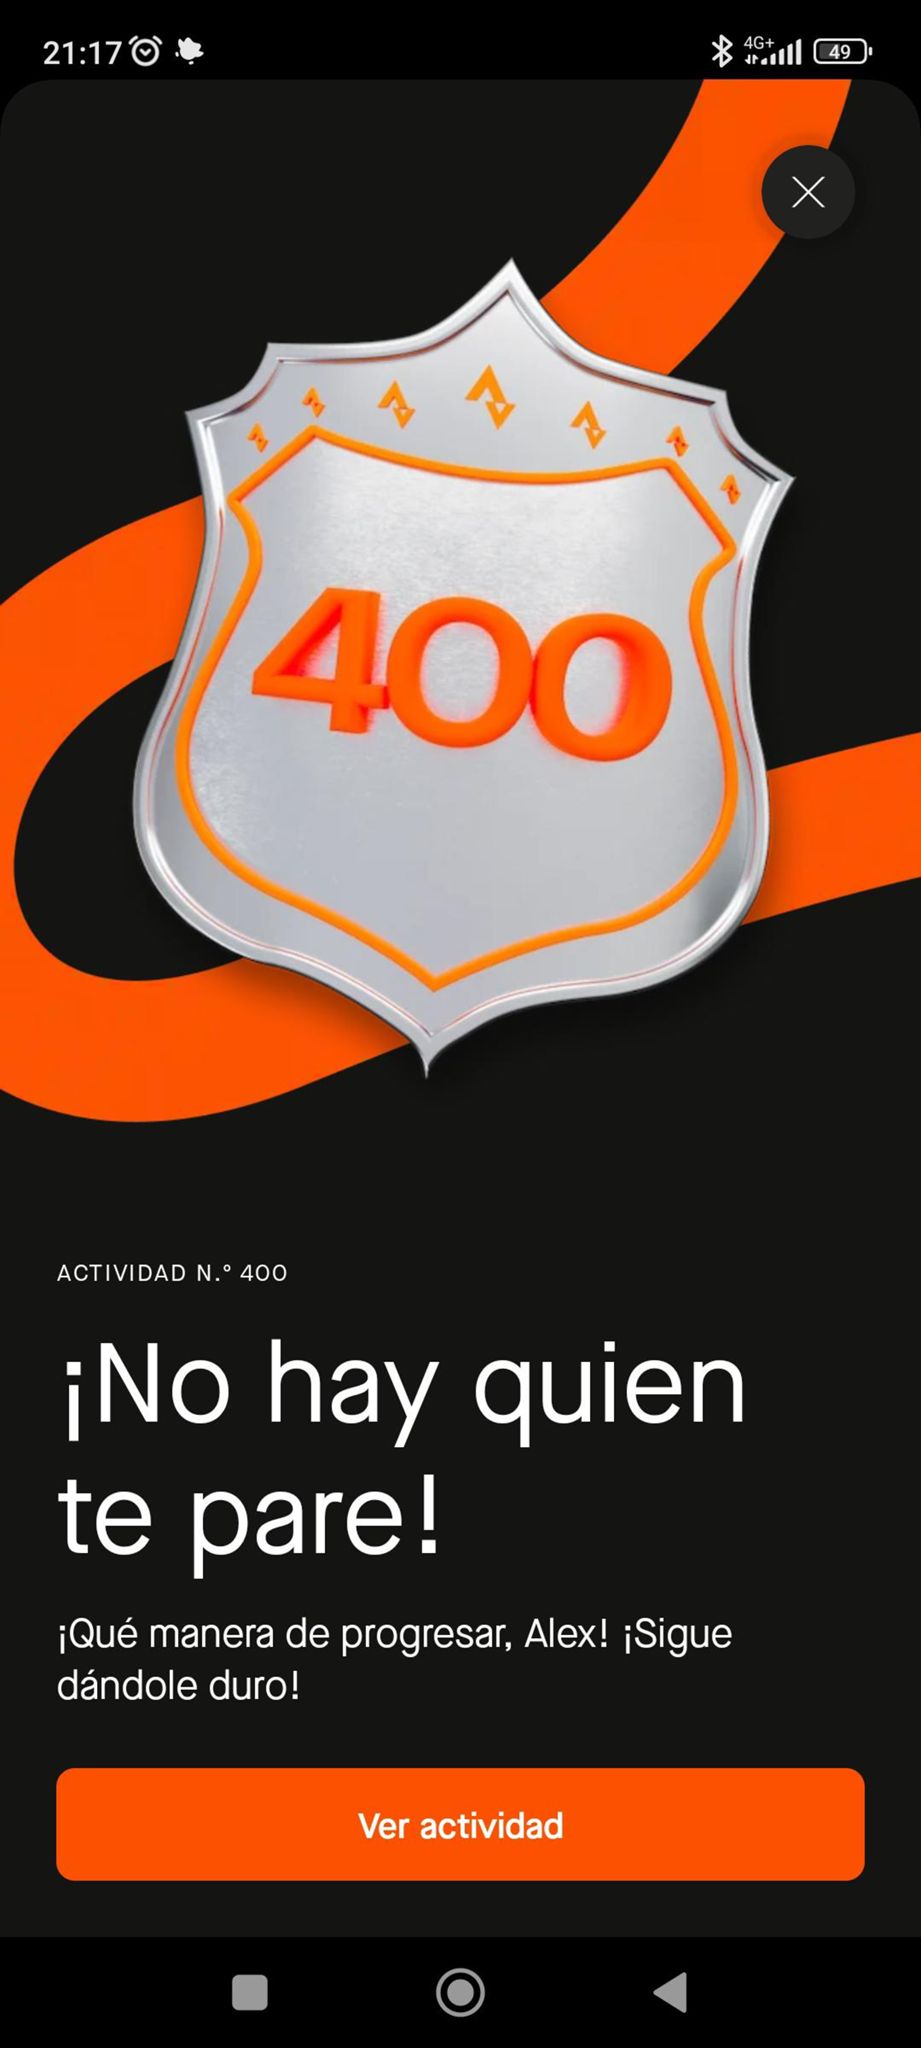 21:17
4G+
49
400
ACTIVIDAD N.° 400
¡No hay quien
te pare!
¡Qué manera de progresar, Alex! ¡Sigue
dándole duro!
Ver actividad